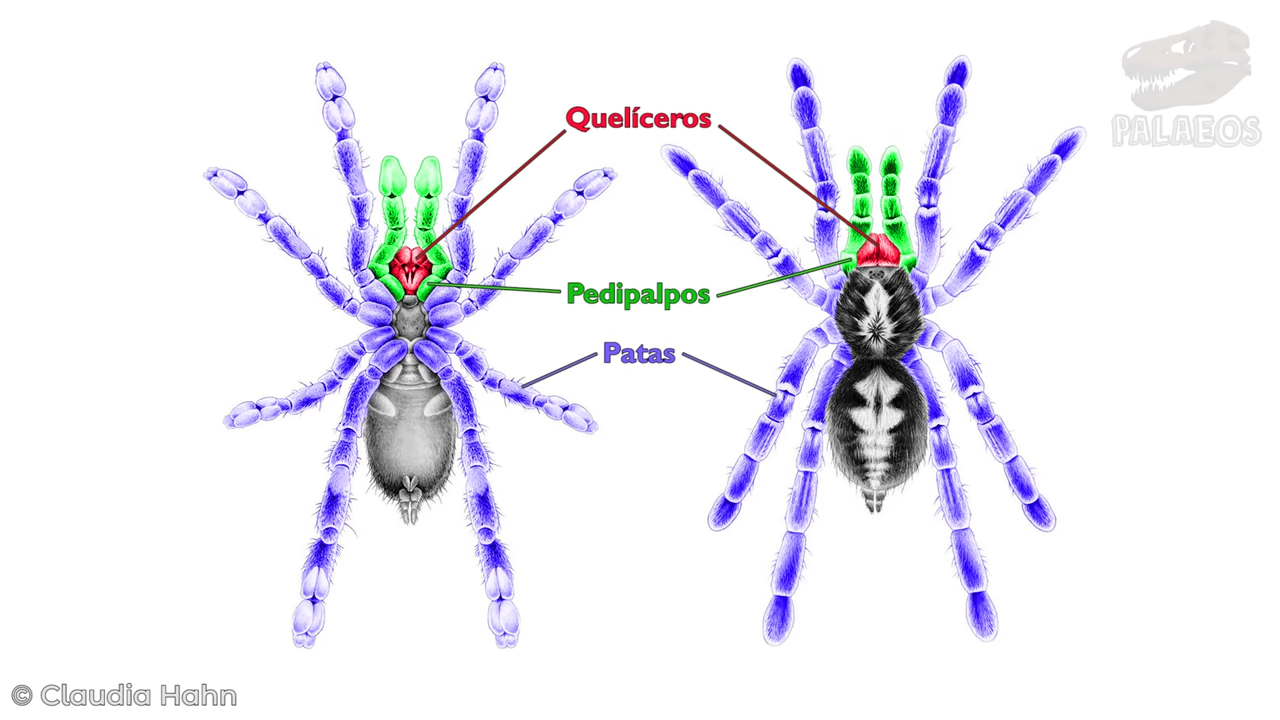 PALAEOS
Quelíceros
Pedipalpos
Patas
© Claudia Hahn